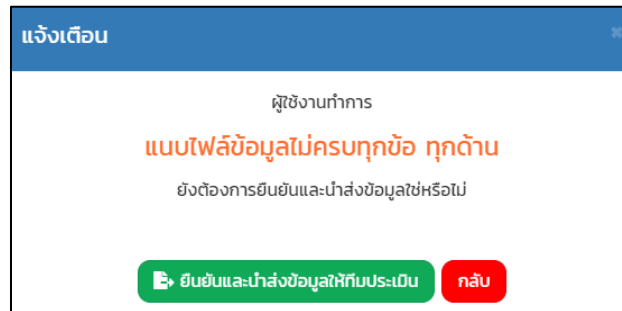 แจ้งเตือน
ผู้ใช้งานทำการ
แนบไฟล์ข้อมูลไม่ครบทุกข้อ ทุกด้าน
ยังต้องการยืนยันและนำส่งข้อมูลใช่หรือไม่
ยืนยันและนำส่งข้อมูลให้ทีมประเมิน กลับ